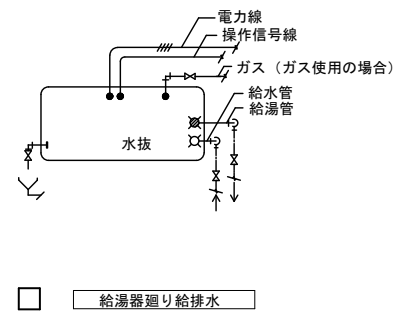 電力線
操作信号線
ガス（ガス使用の場合）
給水管
給湯管
水抜
給湯器廻り給排水